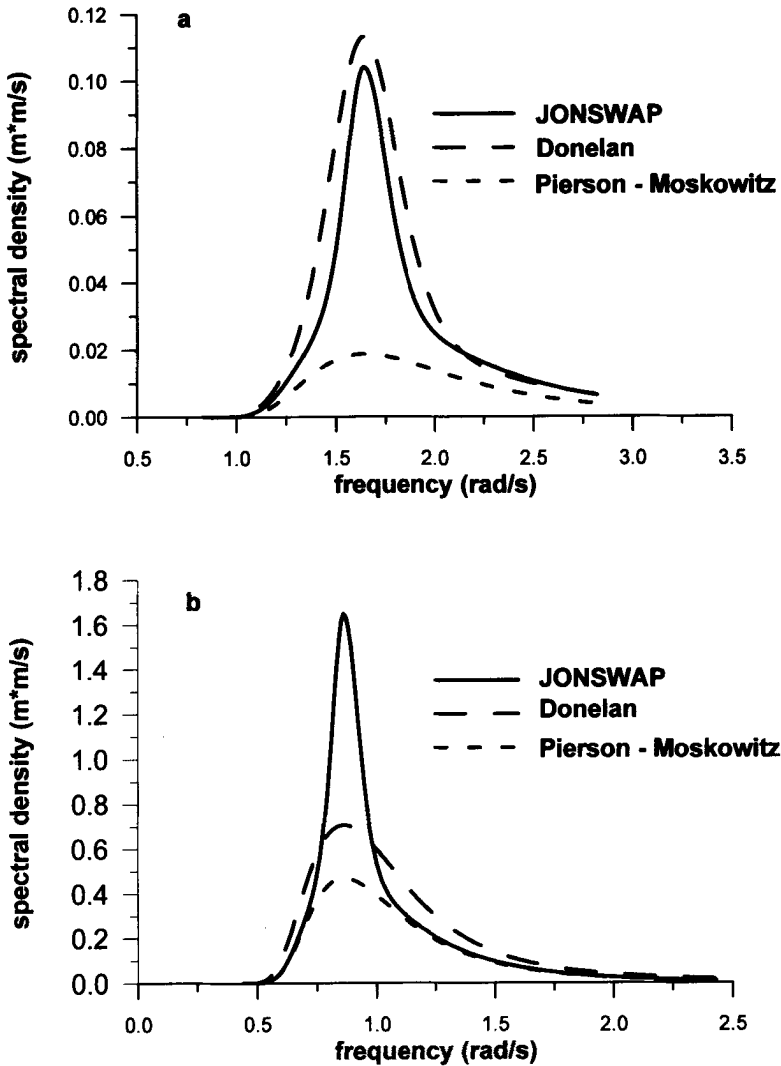 a
0.12
0.10
0.08
0.06
0.04
0.02
0.00
spectral density (m*m/s)
JONSWAP
Donelan
Pierson - Moskowitz
0.5 1.0 1.5 2.0 2.5 3.0 3.5
frequency (rad/s)
b
1.8
1.6
1.4
1.2
1.0
0.8
0.6
0.4
0.2
0.0
spectral density (m*m/s)
JONSWAP
Donelan
Pierson - Moskowitz
0.0 0.5 1.0 1.5 2.0 2.5
frequency (rad/s)